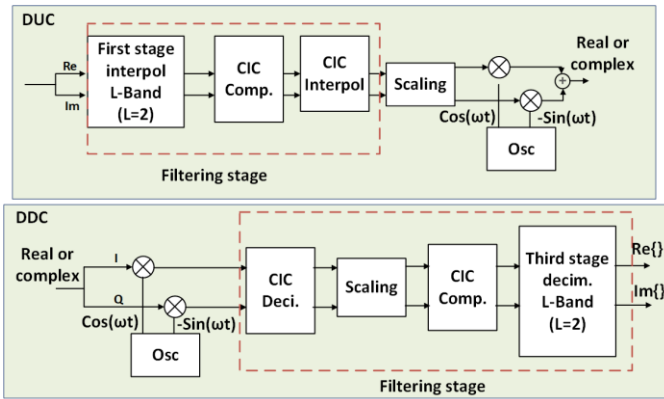 DUC
First stage
interpol
L-Band
(L=2)
Re
Im
CIC
Comp.
CIC
Interpol
Scaling
Real or
complex
Cos(ωt)
-Sin(ωt)
Osc
Filtering stage
DDC
Real or
complex
I
Q
Cos(ωt)
-Sin(ωt)
Osc
CIC
Deci.
Scaling
CIC
Comp.
Third stage
decim.
L-Band
(L=2)
Re{}
Im{}
Filtering stage